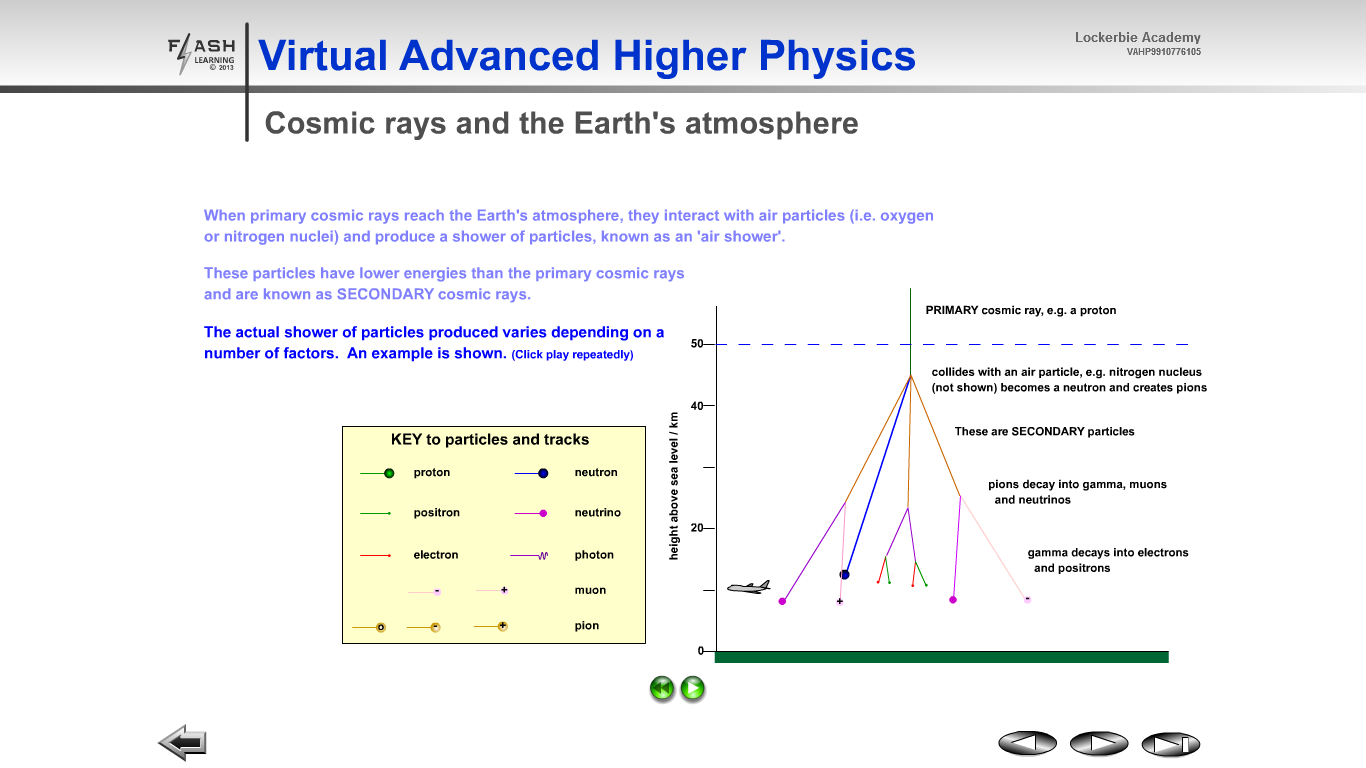 FLASH
LEARNING
© 2013
Virtual Advanced Higher Physics
Lockerbie Academy
VAHP9910776105
Cosmic rays and the Earth's atmosphere
When primary cosmic rays reach the Earth's atmosphere, they interact with air particles (i.e. oxygen
or nitrogen nuclei) and produce a shower of particles, known as an 'air shower'.
These particles have lower energies than the primary cosmic rays
and are known as SECONDARY cosmic rays.
The actual shower of particles produced varies depending on a
number of factors.  An example is shown. (Click play repeatedly)
KEY to particles and tracks
proton
neutron
positron
neutrino
electron
photon
- + muon
o - + pion
height above sea level / km
50
40
20
0
PRIMARY cosmic ray, e.g. a proton
collides with an air particle, e.g. nitrogen nucleus
(not shown) becomes a neutron and creates pions
These are SECONDARY particles
pions decay into gamma, muons
and neutrinos
gamma decays into electrons
and positrons
+ -